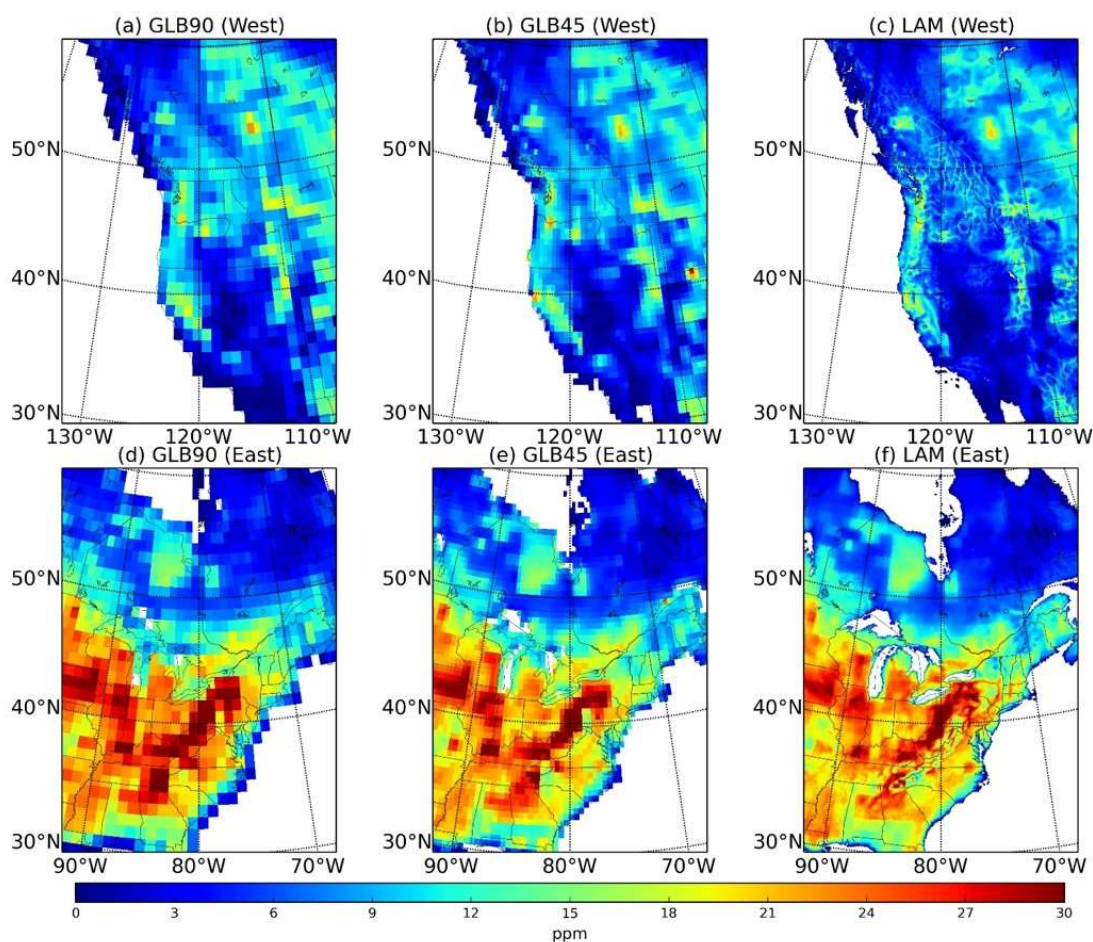 (a) GLB90 (West) (b) GLB45 (West) (c) LAM (West)
50°N 50°N 50°N
40°N 40°N 40°N
30°N 30°N 30°N
130°W 120°W 110°W 130°W 120°W 110°W 130°W 120°W 110°W
(d) GLB90 (East) (e) GLB45 (East) (f) LAM (East)
50°N 50°N 50°N
40°N 40°N 40°N
30°N 30°N 30°N
90°W 80°W 70°W 90°W 80°W 70°W 90°W 80°W 70°W
0 3 6 9 12 15 18 21 24 27 30
ppm